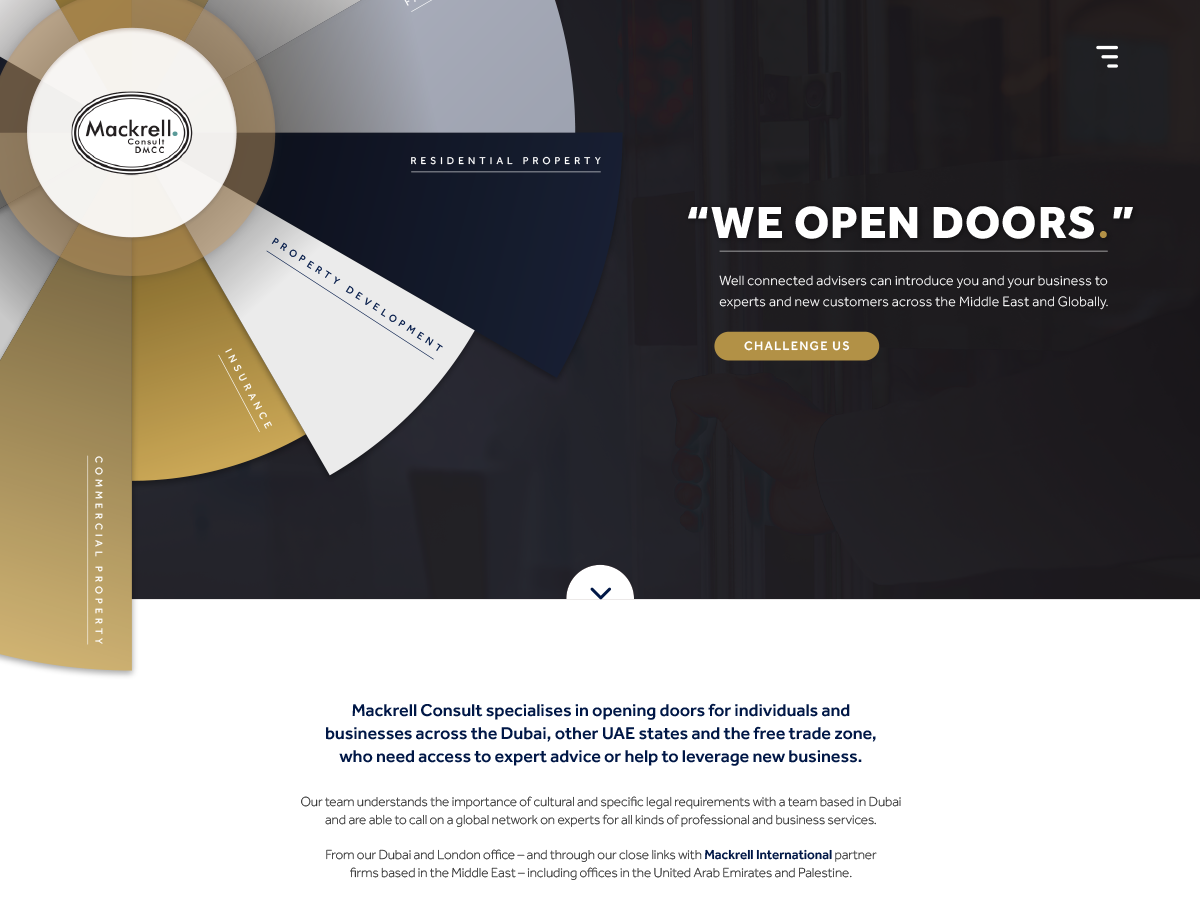 Mackrell.
Consult
DMCC
RESIDENTIAL PROPERTY
PROPERTY DEVELOPMENT
INSURANCE
COMMERCIAL PROPERTY
“WE OPEN DOORS.”
Well connected advisers can introduce you and your business to
experts and new customers across the Middle East and Globally.
CHALLENGE US
Mackrell Consult specialises in opening doors for individuals and
businesses across the Dubai, other UAE states and the free trade zone,
who need access to expert advice or help to leverage new business.
Our team understands the importance of cultural and specific legal requirements with a team based in Dubai
and are able to call on a global network on experts for all kinds of professional and business services.
From our Dubai and London office – and through our close links with Mackrell International partner
firms based in the Middle East – including offices in the United Arab Emirates and Palestine.